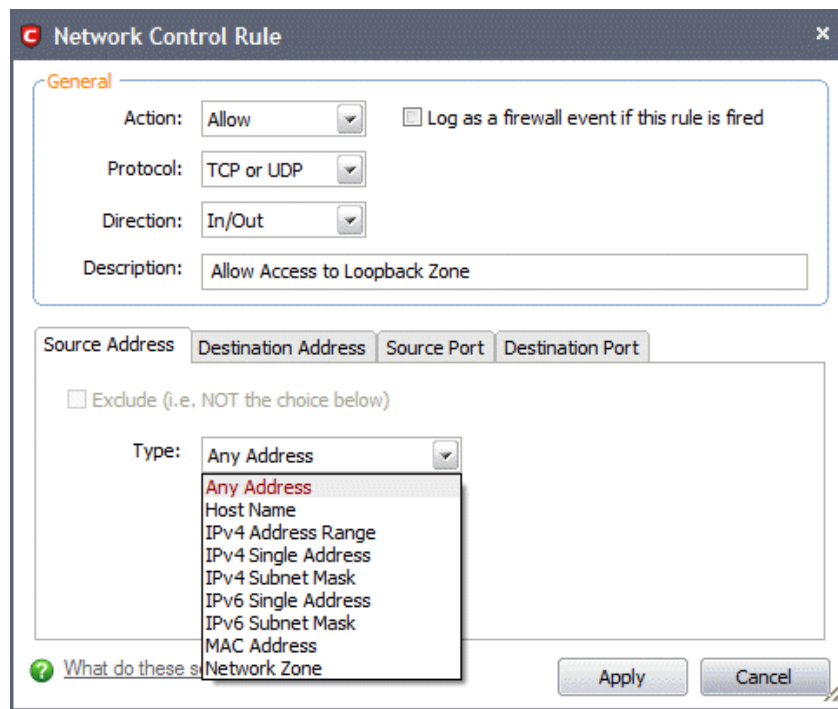 Network Control Rule
General
Action: Allow Log as a firewall event if this rule is fired
Protocol: TCP or UDP
Direction: In/Out
Description: Allow Access to Loopback Zone
Source Address Destination Address Source Port Destination Port
Exclude (i.e. NOT the choice below)
Type: Any Address
Any Address
Host Name
IPv4 Address Range
IPv4 Single Address
IPv4 Subnet Mask
IPv6 Single Address
IPv6 Subnet Mask
MAC Address
Network Zone
What do these
Apply Cancel